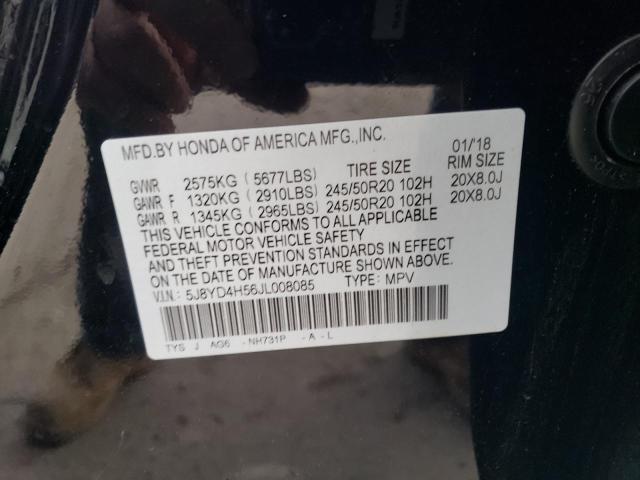 MFD.BY HONDA OF AMERICA MFG.,INC. 01/18
GVWR 2575KG ( 5677LBS) TIRE SIZE RIM SIZE
GAWR F 1320KG ( 2910LBS) 245/50R20 102H 20X8.0J
GAWR R 1345KG ( 2965LBS) 245/50R20 102H 20X8.0J
THIS VEHICLE CONFORMS TO ALL APPLICABLE
FEDERAL MOTOR VEHICLE SAFETY
AND THEFT PREVENTION STANDARDS IN EFFECT
ON THE DATE OF MANUFACTURE SHOWN ABOVE.
V.I.N.: 5J8YD4H56JL008085 TYPE: MPV
TYS J AG6 -NH731P -A-L